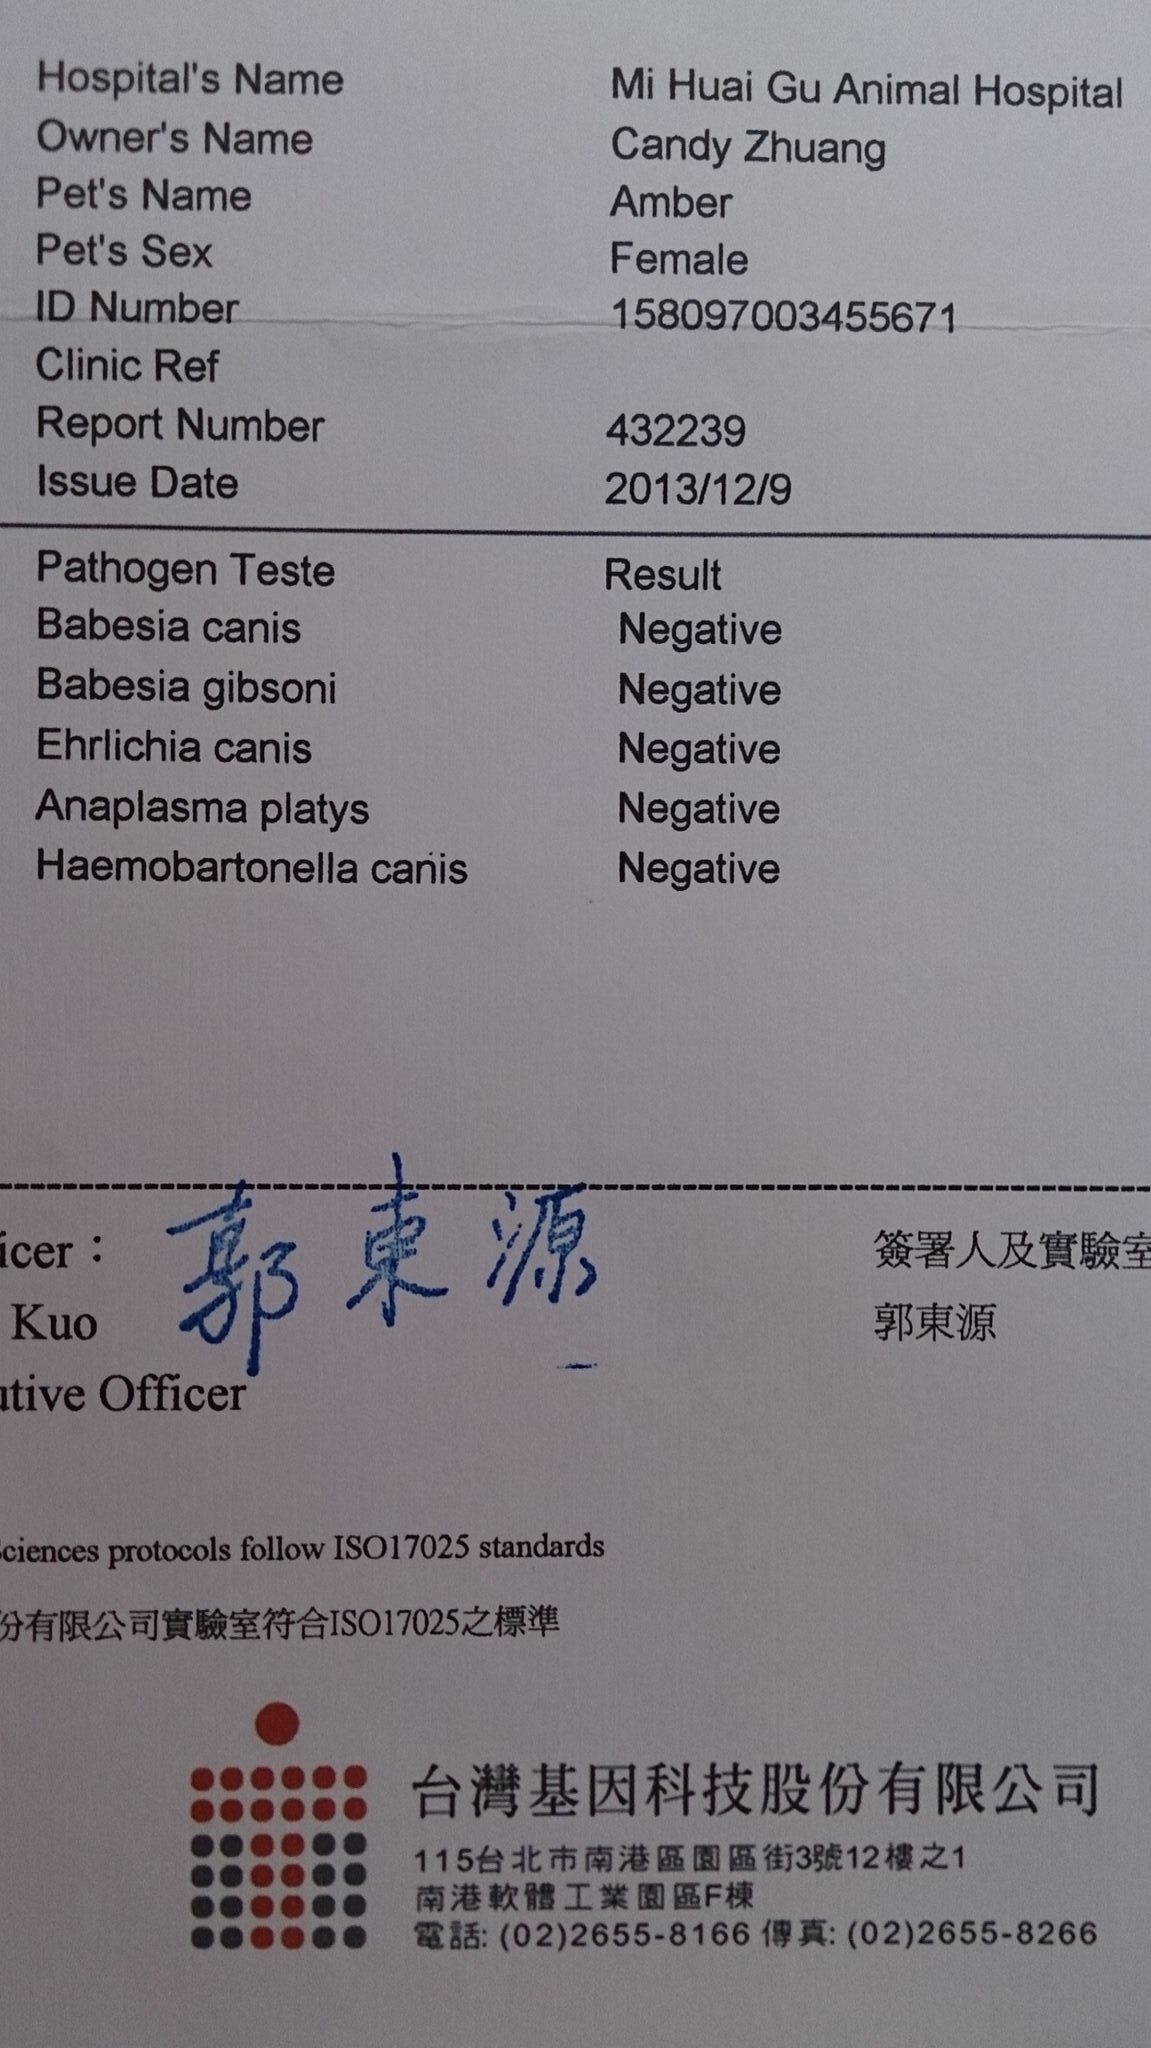 Hospital's Name Mi Huai Gu Animal Hospital
Owner's Name Candy Zhuang
Pet's Name Amber
Pet's Sex Female
ID Number 158097003455671
Clinic Ref
Report Number 432239
Issue Date 2013/12/9
Pathogen Teste Result
Babesia canis Negative
Babesia gibsoni Negative
Ehrlichia canis Negative
Anaplasma platys Negative
Haemobartonella canis Negative
icer： 郭東源 簽署人及實驗室
Kuo 郭東源
utive Officer
Sciences protocols follow ISO17025 standards
份有限公司實驗室符合ISO17025之標準
台灣基因科技股份有限公司
115台北市南港區園區街3號12樓之1
南港軟體工業園區F棟
電話: (02)2655-8166 傳真: (02)2655-8266